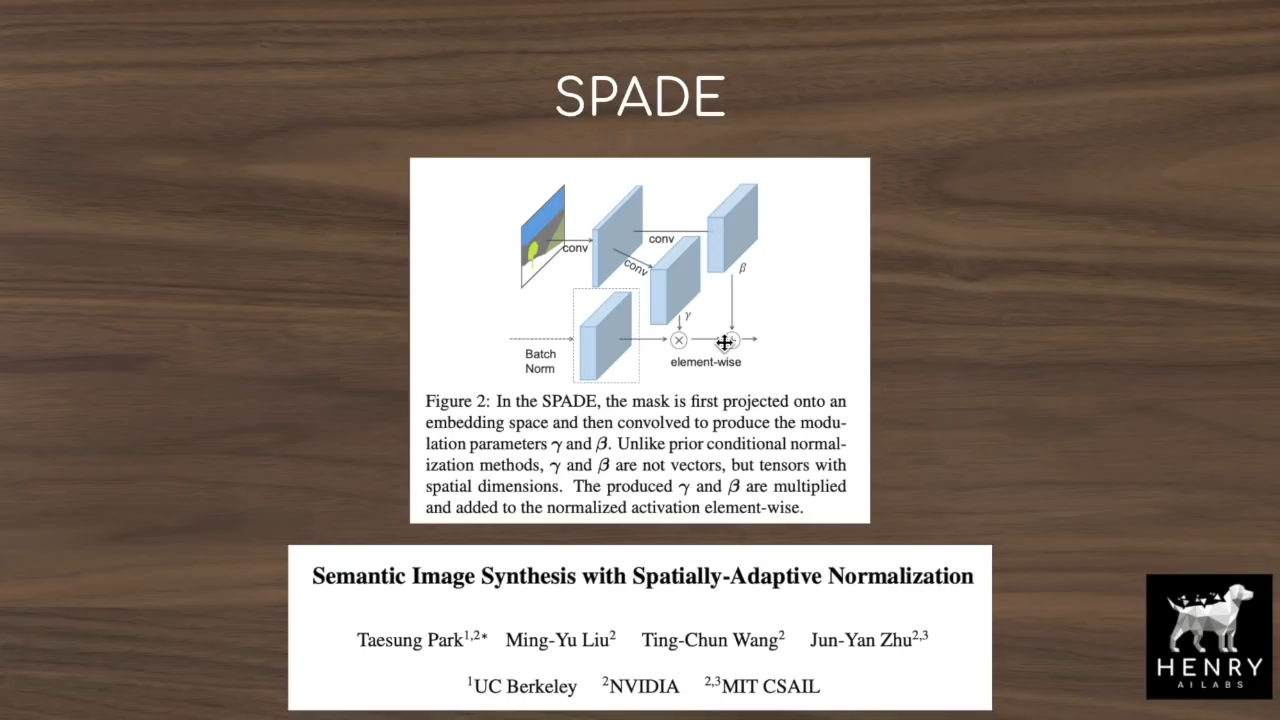 SPADE
conv
conv
conv
β
γ
Batch
Norm
element-wise
Figure 2: In the SPADE, the mask is first projected onto an
embedding space and then convolved to produce the modu-
lation parameters γ and β. Unlike prior conditional normal-
ization methods, γ and β are not vectors, but tensors with
spatial dimensions. The produced γ and β are multiplied
and added to the normalized activation element-wise.
Semantic Image Synthesis with Spatially-Adaptive Normalization
Taesung Park1,2* Ming-Yu Liu2 Ting-Chun Wang2 Jun-Yan Zhu2,3
1UC Berkeley 2NVIDIA 2,3MIT CSAIL
HENRY
AI LABS